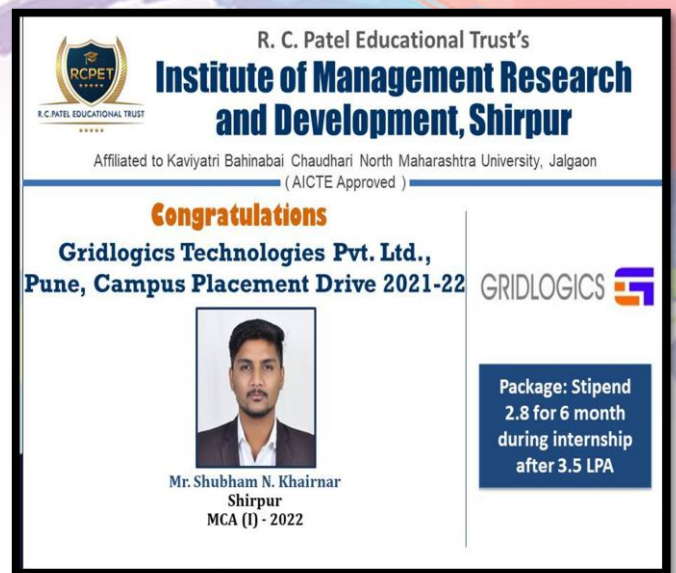 RCPET
R.C.PATEL EDUCATIONAL TRUST
R. C. Patel Educational Trust's
Institute of Management Research
and Development, Shirpur
Affiliated to Kaviyatri Bahinabai Chaudhari North Maharashtra University, Jalgaon
( AICTE Approved )
Congratulations
Gridlogics Technologies Pvt. Ltd.,
Pune, Campus Placement Drive 2021-22
Mr. Shubham N. Khairnar
Shirpur
MCA (I) - 2022
GRIDLOGICS
Package: Stipend
2.8 for 6 month
during internship
after 3.5 LPA